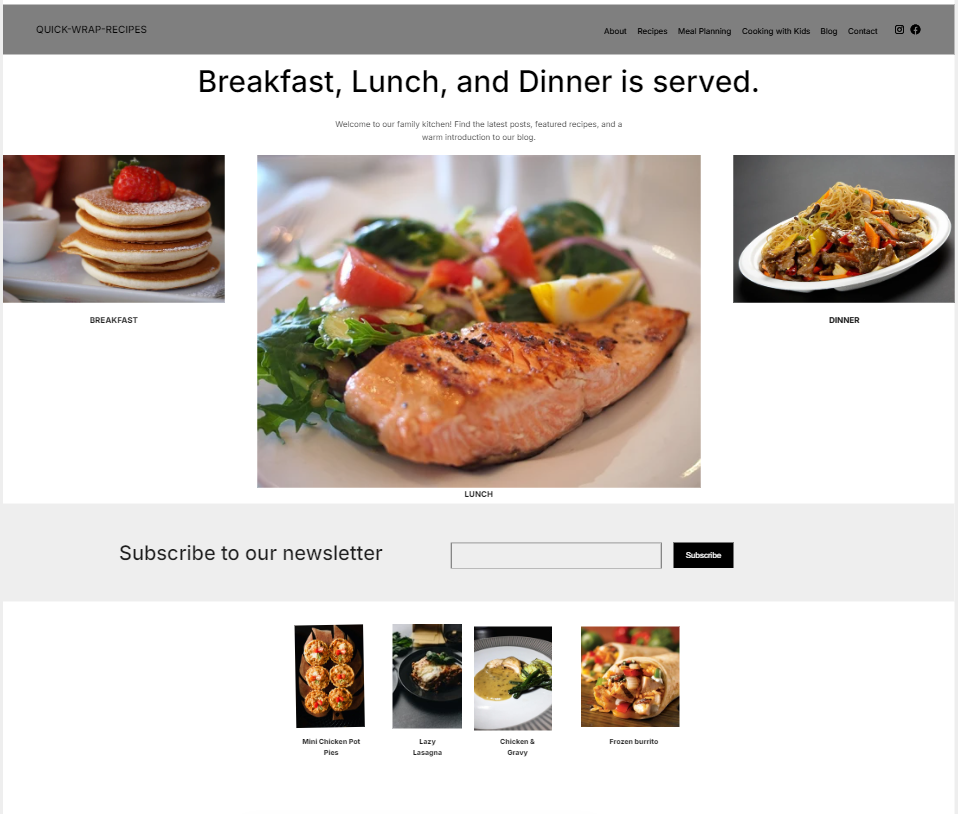 QUICK-WRAP-RECIPES
About Recipes Meal Planning Cooking with Kids Blog Contact
Breakfast, Lunch, and Dinner is served.
Welcome to our family kitchen! Find the latest posts, featured recipes, and a
warm introduction to our blog.
BREAKFAST
DINNER
LUNCH
Subscribe to our newsletter
Subscribe
Mini Chicken Pot
Pies
Lazy
Lasagna
Chicken &
Gravy
Frozen burrito